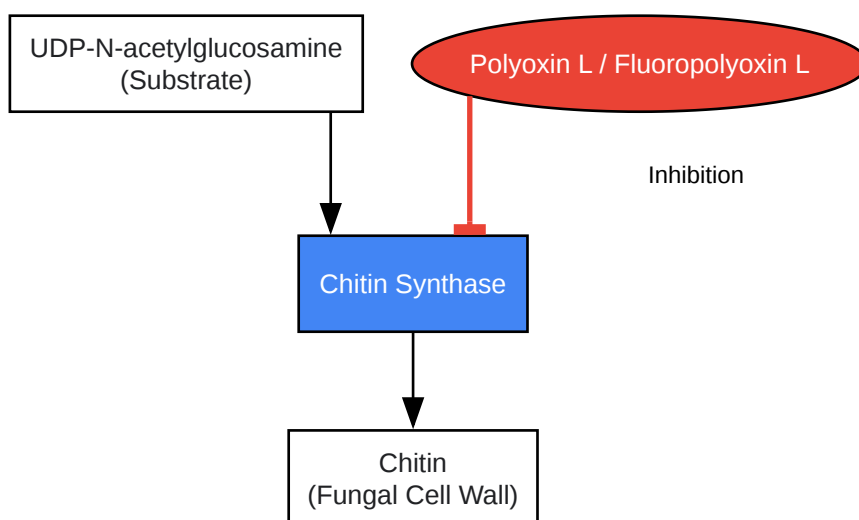 UDP-N-acetylglucosamine
(Substrate)
Polyoxin L / Fluoropolyoxin L
Inhibition
Chitin Synthase
Chitin
(Fungal Cell Wall)